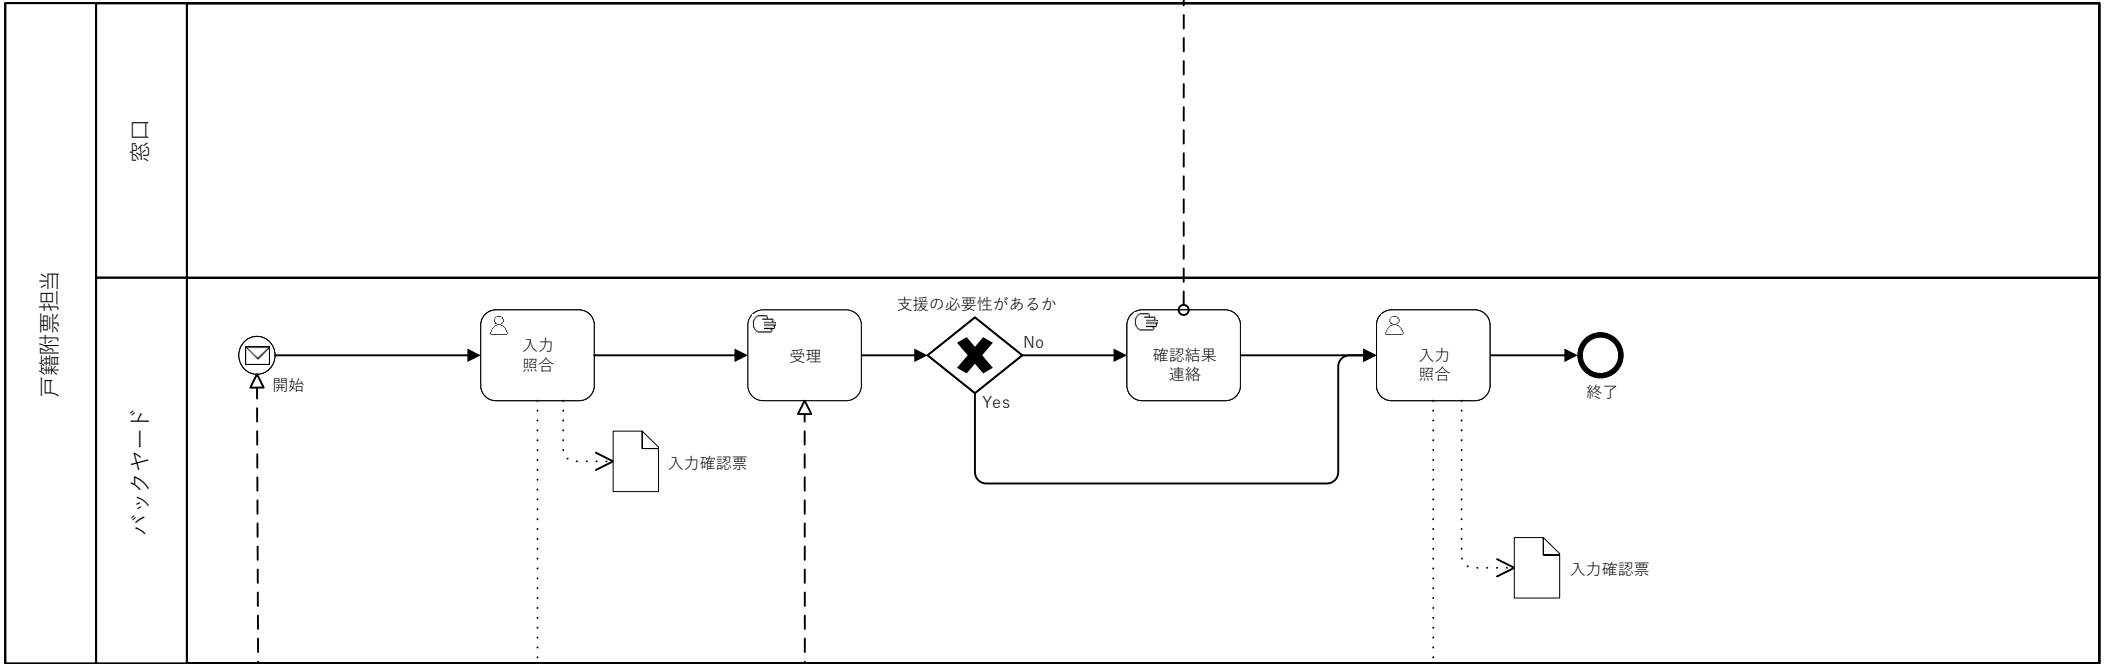 戸籍附票担当
窓口
バックヤード
開始
入力
照合
入力確認票
受理
支援の必要性があるか
No
Yes
確認結果
連絡
入力
照合
入力確認票
終了